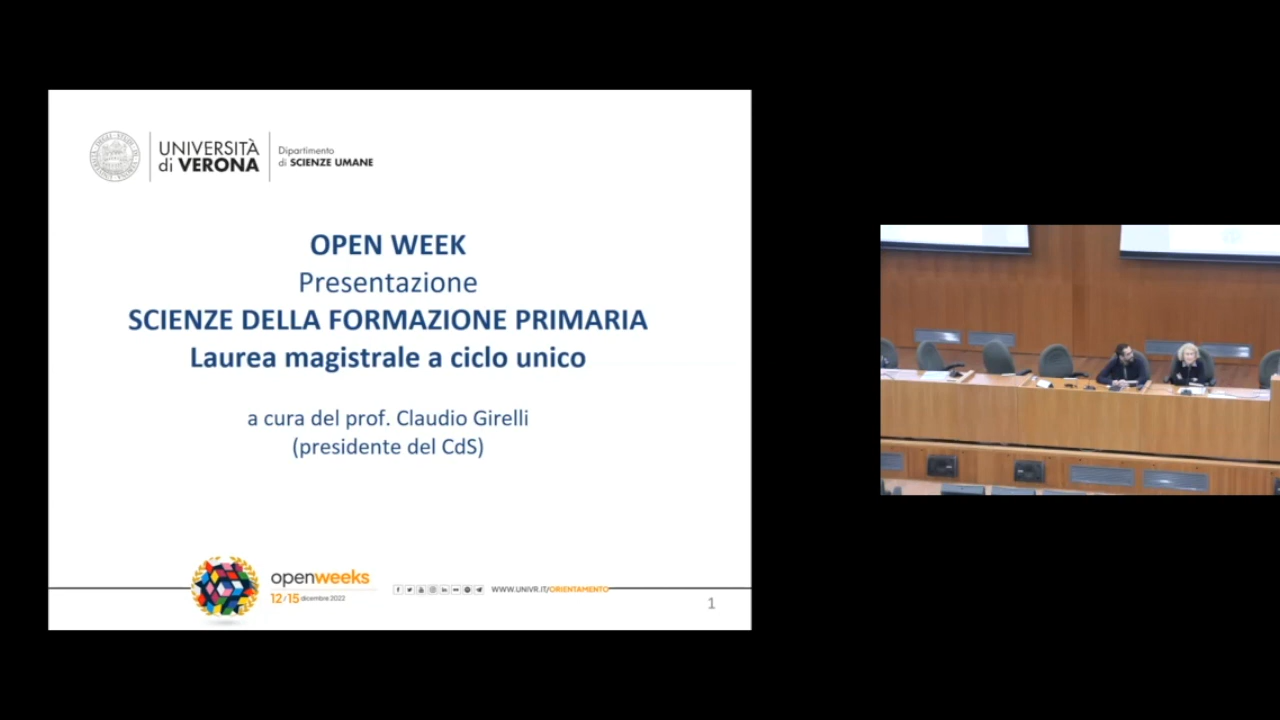 UNIVERSITÀ
di VERONA
Dipartimento
di SCIENZE UMANE
OPEN WEEK
Presentazione
SCIENZE DELLA FORMAZIONE PRIMARIA
Laurea magistrale a ciclo unico
a cura del prof. Claudio Girelli
(presidente del CdS)
openweeks
12/15 dicembre 2022
WWW.UNIVR.IT/ORIENTAMENTO
1